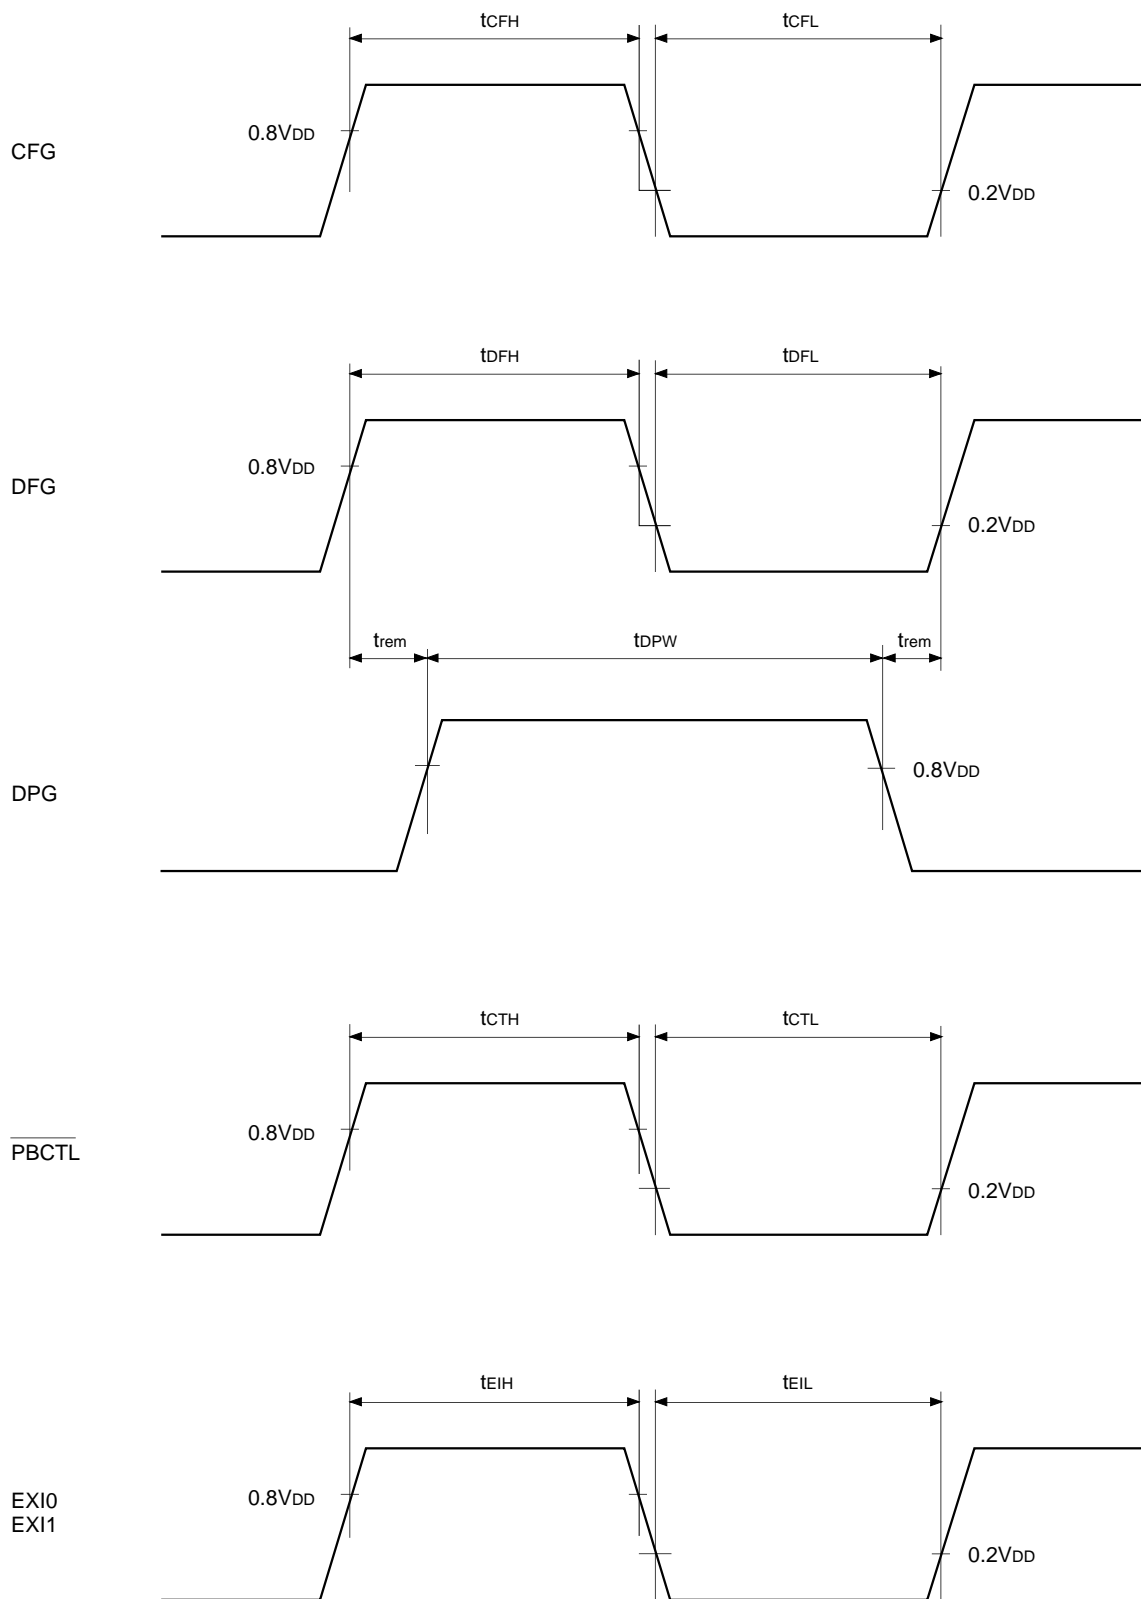 tCFH tCFL
0.8VDD
CFG
0.2VDD
tDFH tDFL
0.8VDD
DFG
0.2VDD
trem tDPW trem
0.8VDD
DPG
tCTH tCTL
0.8VDD
PBCTL
0.2VDD
tEIH tEIL
0.8VDD
EXI0
EXI1
0.2VDD